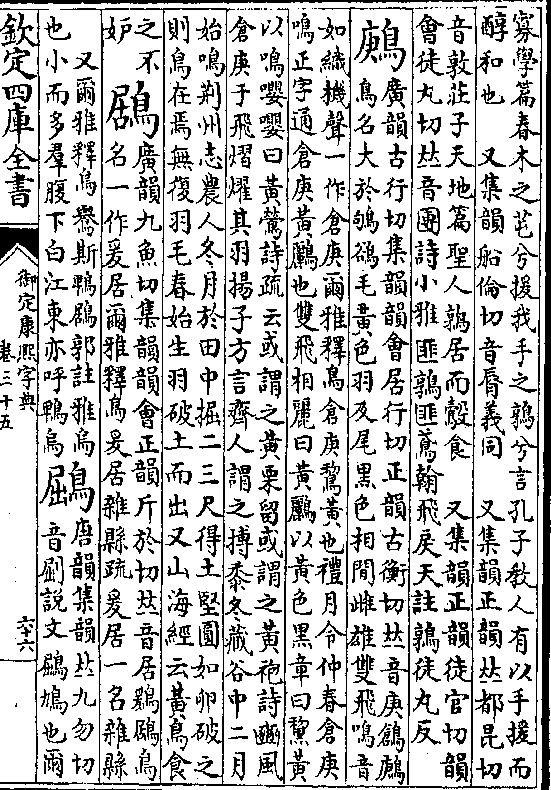 寡學篇春木之芚兮援我手之鶉兮言孔子教人有以手援而
醇和也　又集韻船倫切音脣義同　又集韻正韻𠀤都昆切
音敦莊子天地篇聖人鶉居而鷇食　又集韻正韻徒官切韻
會徒丸切𠀤音團詩小雅匪鶉匪鳶翰飛戾天註鶉徒丸反
鶊　廣韻古行切集韻韻會居行切正韻古衡切𠀤音庚鶬鶊
鳥名大於鴝鵒毛黃色羽及尾黑色相間雌雄雙飛鳴音
如織機聲一作倉庚爾雅釋鳥倉庚鵹黃也禮月令仲春倉庚
鳴正字通倉庚黃鸝也雙飛相麗曰黃鸝以黃色黑章曰鵹黃
以鳴嚶嚶曰黃鶯詩疏云或謂之黃栗留或謂之黃袍詩豳風
倉庚于飛熠燿其羽揚子方言齊人謂之搏黍冬藏谷中二月
始鳴荆州志農人冬月於田中掘二三尺得土堅圓如卵破之
則鳥在焉無復羽毛春始生羽破土而出又山海經云黃鳥食
之不
妒
鶋　廣韻九魚切集韻韻會正韻斤於切𠀤音居鶢鶋鳥
名一作爰居爾雅釋鳥爰居雜縣疏爰居一名雜縣
又爾雅釋鳥鸒斯鵯鶋郭註雅烏
也小而多羣腹下白江東亦呼鵯烏
鶌　唐韻集韻𠀤九勿切
音劂說文鶌鳩也爾
欽定四庫全書
御定康熙字典
卷三十五
六十六